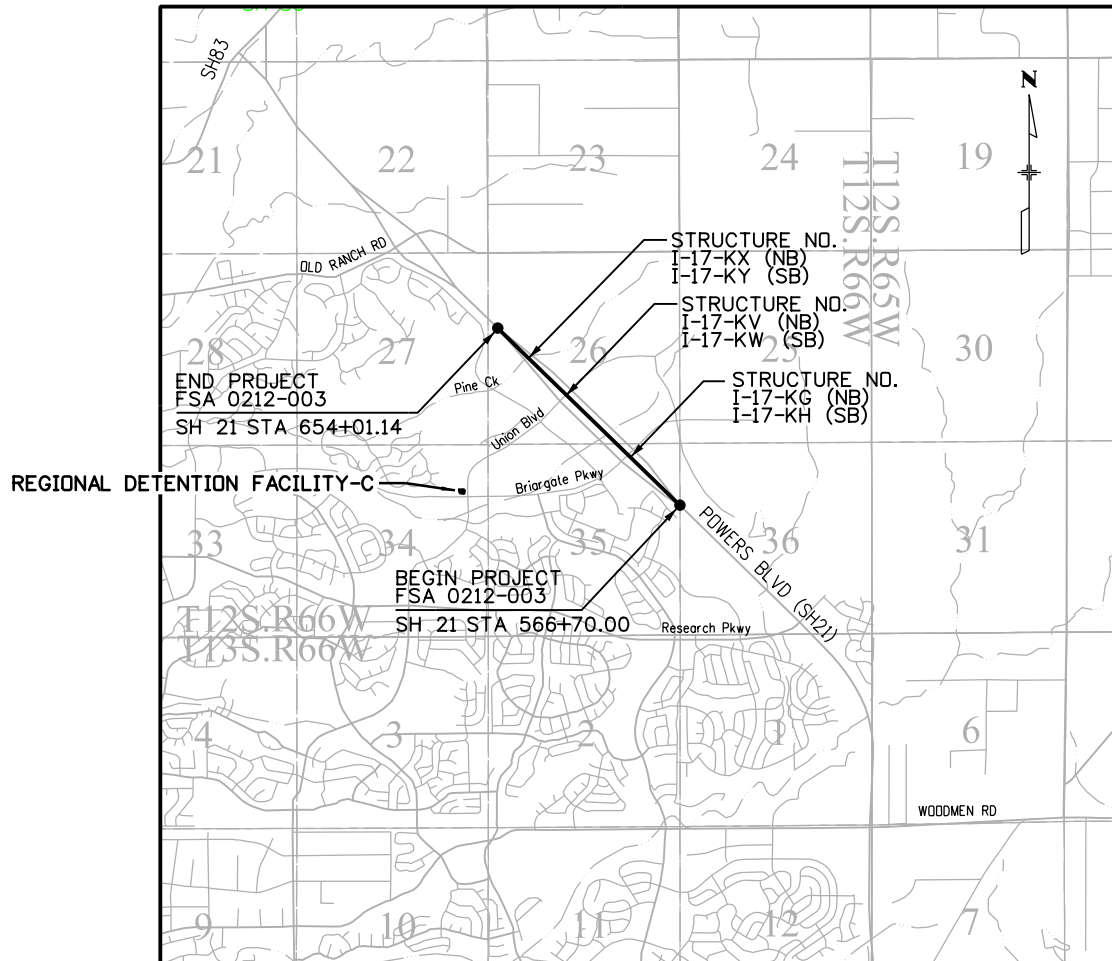 SH83
N
21
22
23
24
19
T12S.R66W
T12S.R65W
STRUCTURE NO.
I-17-KX (NB)
I-17-KY (SB)
OLD RANCH RD
STRUCTURE NO.
I-17-KV (NB)
I-17-KW (SB)
28
27
26
25
30
END PROJECT
FSA 0212-003
SH 21 STA 654+01.14
Pine Ck
STRUCTURE NO.
I-17-KG (NB)
I-17-KH (SB)
Union Blvd
REGIONAL DETENTION FACILITY-C
Briargate Pkwy
33
34
35
36
31
POWERS BLVD (SH21)
BEGIN PROJECT
FSA 0212-003
SH 21 STA 566+70.00
T12S.R66W
T13S.R66W
Research Pkwy
4
3
2
1
6
WOODMEN RD
9
10
11
12
7